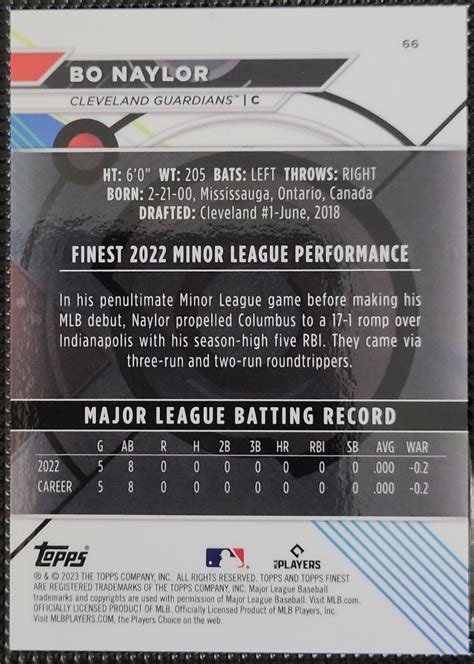 66
BO NAYLOR
CLEVELAND GUARDIANS™ | C
HT: 6'0" WT: 205 BATS: LEFT THROWS: RIGHT
BORN: 2-21-00, Mississauga, Ontario, Canada
DRAFTED: Cleveland #1-June, 2018
FINEST 2022 MINOR LEAGUE PERFORMANCE
In his penultimate Minor League game before making his
MLB debut, Naylor propelled Columbus to a 17-1 romp over
Indianapolis with his season-high five RBI. They came via
three-run and two-run roundtrippers.
MAJOR LEAGUE BATTING RECORD
G AB R H 2B 3B HR RBI SB AVG WAR
2022 5 8 0 0 0 0 0 0 0 .000 -0.2
CAREER 5 8 0 0 0 0 0 0 0 .000 -0.2
topps
PLAYERS
® & © 2023 THE TOPPS COMPANY, INC. ALL RIGHTS RESERVED. TOPPS AND TOPPS FINEST
ARE REGISTERED TRADEMARKS OF THE TOPPS COMPANY, INC. Major League Baseball
trademarks and copyrights are used with permission of Major League Baseball. Visit MLB.com.
OFFICIALLY LICENSED PRODUCT OF MLB. Officially Licensed Product of MLB Players, Inc.
Visit MLBPLAYERS.com, the Players Choice on the web.